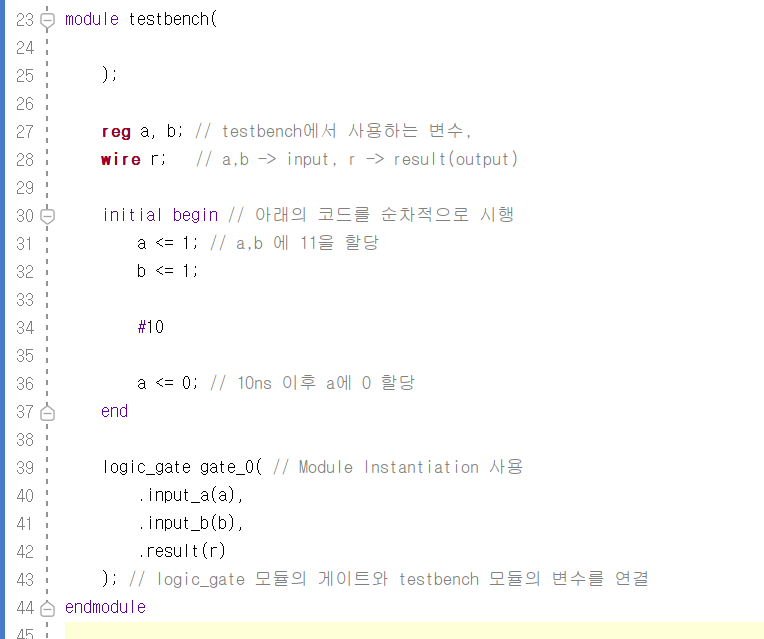 23 module testbench(
24
25 );
26
27 reg a, b; // testbench에서 사용하는 변수,
28 wire r; // a,b -> input, r -> result(output)
29
30 initial begin // 아래의 코드를 순차적으로 시행
31 a <= 1; // a,b 에 11을 할당
32 b <= 1;
33
34 #10
35
36 a <= 0; // 10ns 이후 a에 0 할당
37 end
38
39 logic_gate gate_0( // Module Instantiation 사용
40 .input_a(a),
41 .input_b(b),
42 .result(r)
43 ); // logic_gate 모듈의 게이트와 testbench 모듈의 변수를 연결
44 endmodule
45